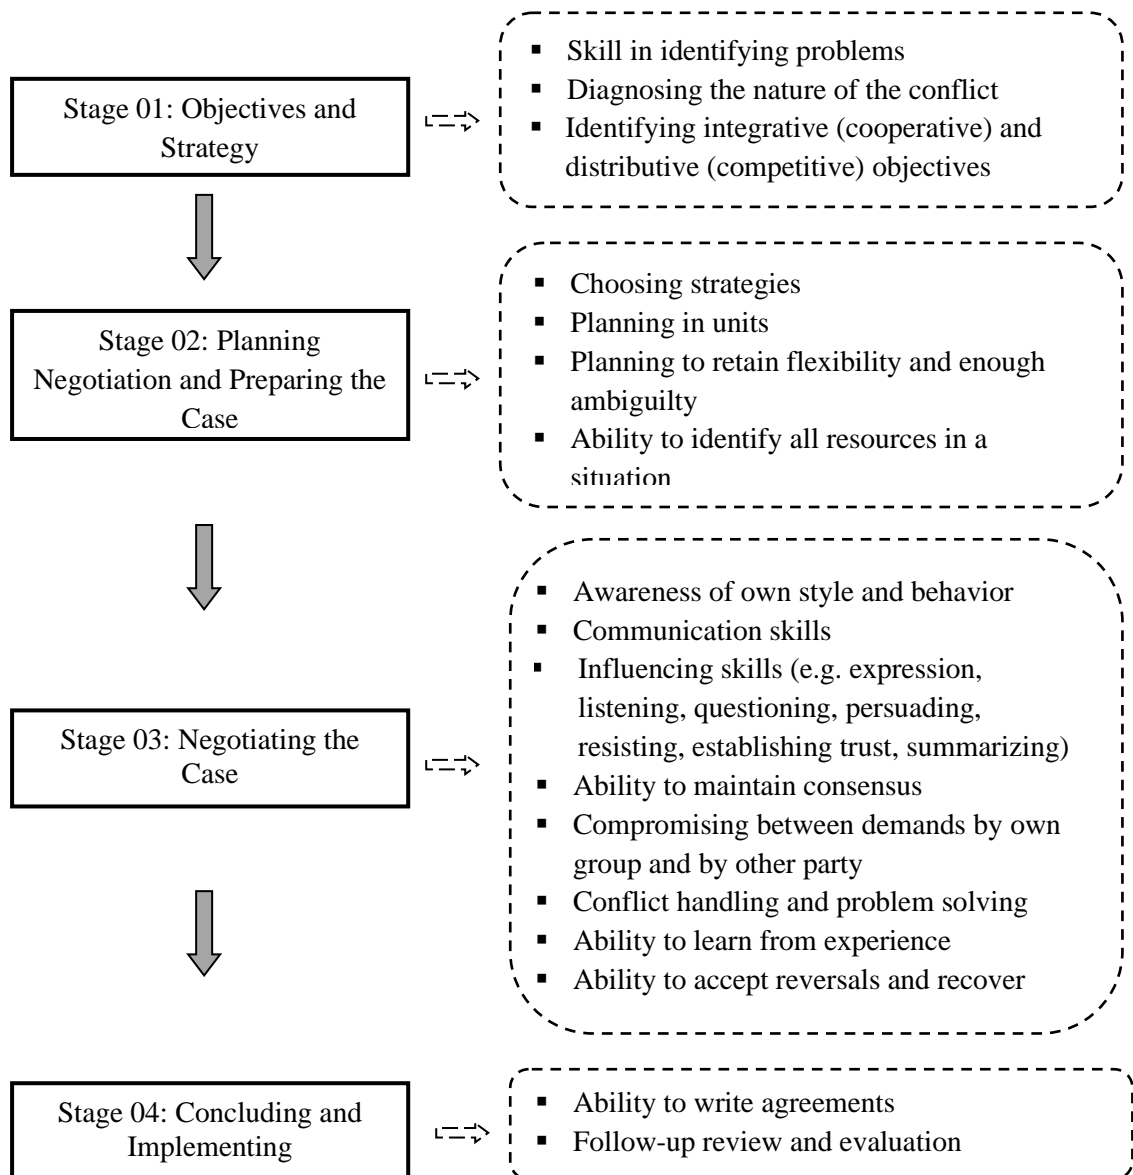 Stage 01: Objectives and
Strategy
▪ Skill in identifying problems
▪ Diagnosing the nature of the conflict
▪ Identifying integrative (cooperative) and
distributive (competitive) objectives
Stage 02: Planning
Negotiation and Preparing the
Case
▪ Choosing strategies
▪ Planning in units
▪ Planning to retain flexibility and enough
ambiguilty
▪ Ability to identify all resources in a
situation
Stage 03: Negotiating the
Case
▪ Awareness of own style and behavior
▪ Communication skills
▪ Influencing skills (e.g. expression,
listening, questioning, persuading,
resisting, establishing trust, summarizing)
▪ Ability to maintain consensus
▪ Compromising between demands by own
group and by other party
▪ Conflict handling and problem solving
▪ Ability to learn from experience
▪ Ability to accept reversals and recover
Stage 04: Concluding and
Implementing
▪ Ability to write agreements
▪ Follow-up review and evaluation